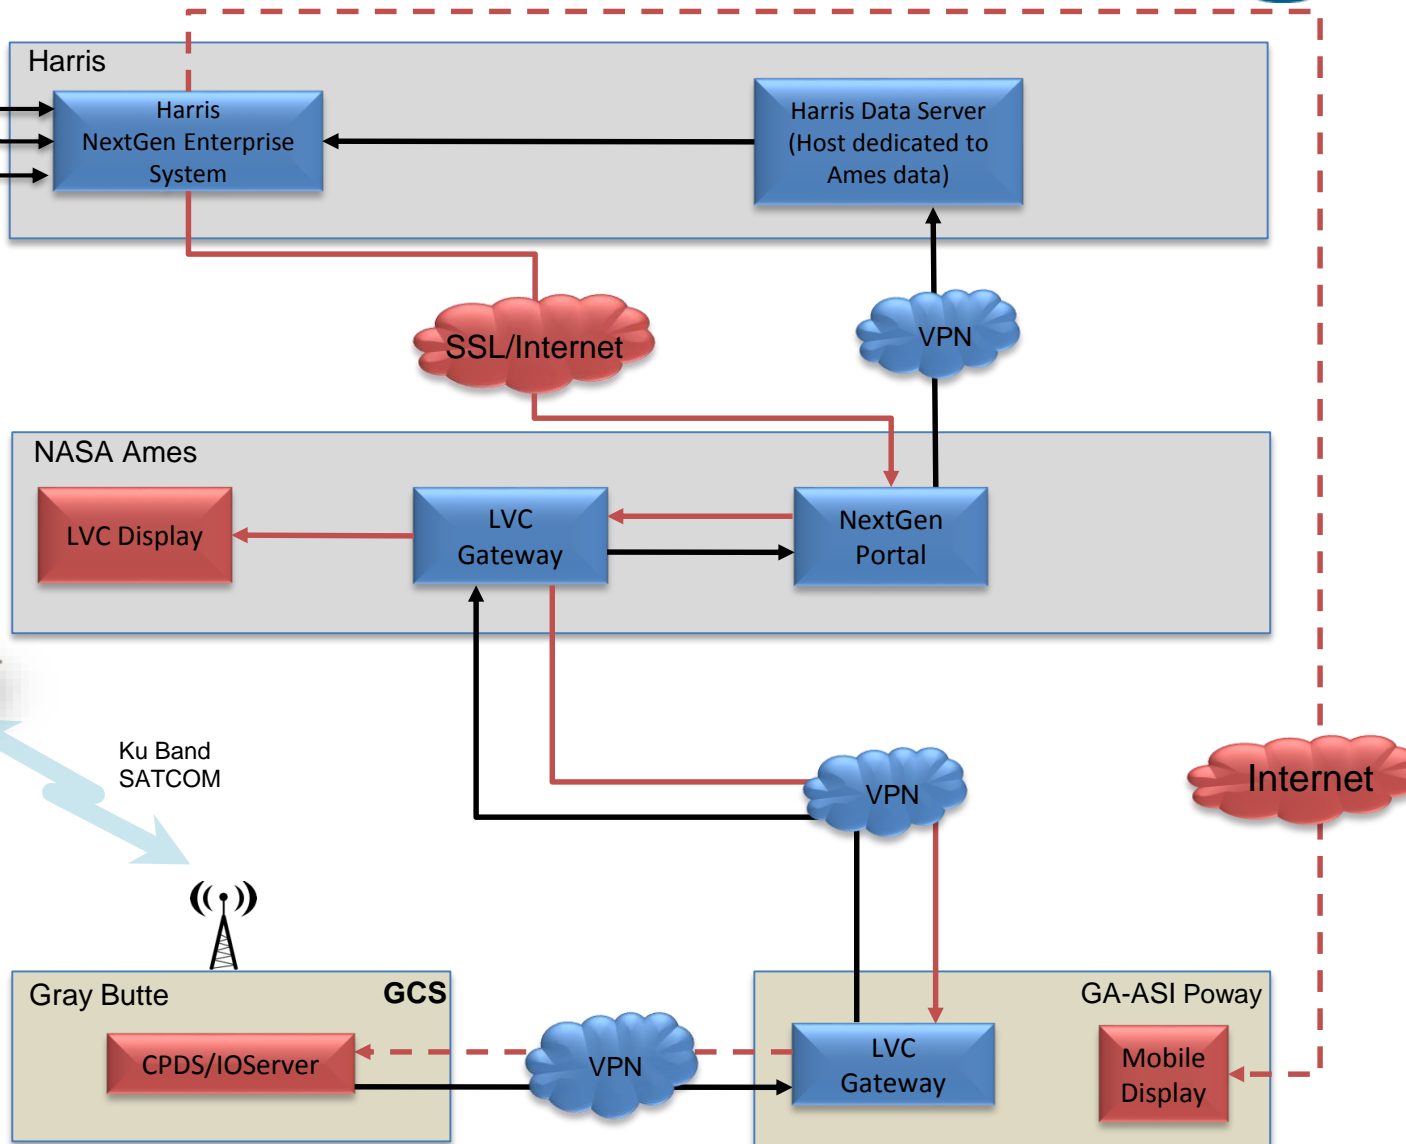 Harris
Harris
NextGen Enterprise
System
Harris Data Server
(Host dedicated to
Ames data)
SSL/Internet
VPN
NASA Ames
LVC Display
LVC
Gateway
NextGen
Portal
Ku Band
SATCOM
VPN
Internet
Gray Butte
GCS
GA-ASI Poway
CPDS/IOServer
VPN
LVC
Gateway
Mobile
Display